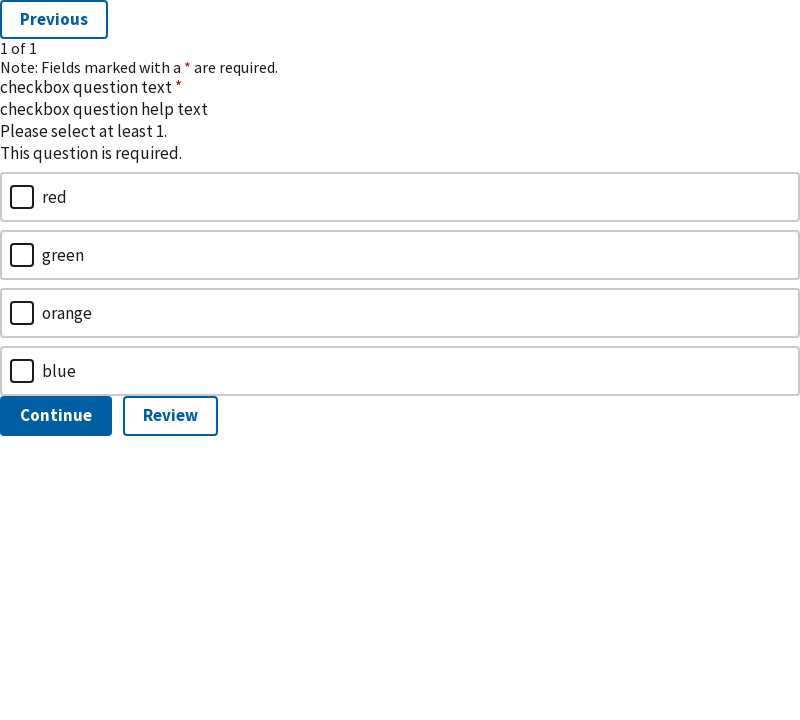 Previous
1 of 1
Note: Fields marked with a * are required.
checkbox question text *
checkbox question help text
Please select at least 1.
This question is required.
red
green
orange
blue
Continue Review